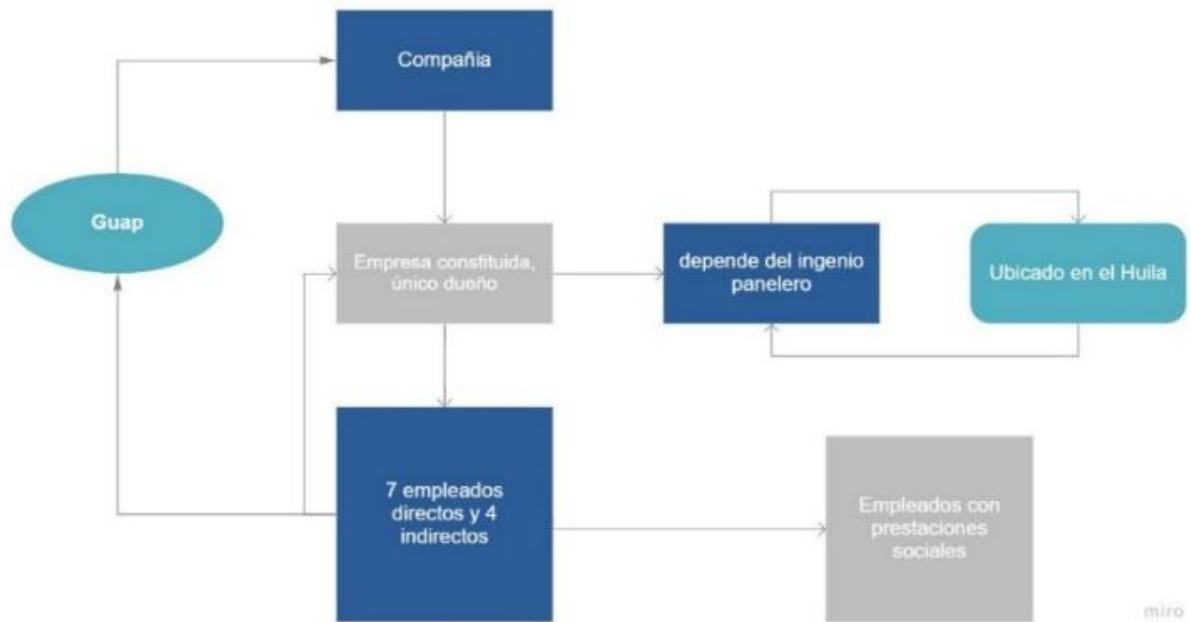 Compañia
Guap
Empresa constituida,
único dueño
depende del ingenio
panelero
Ubicado en el Huila
7 empleados
directos y 4
indirectos
Empleados con
prestaciones
sociales
miro